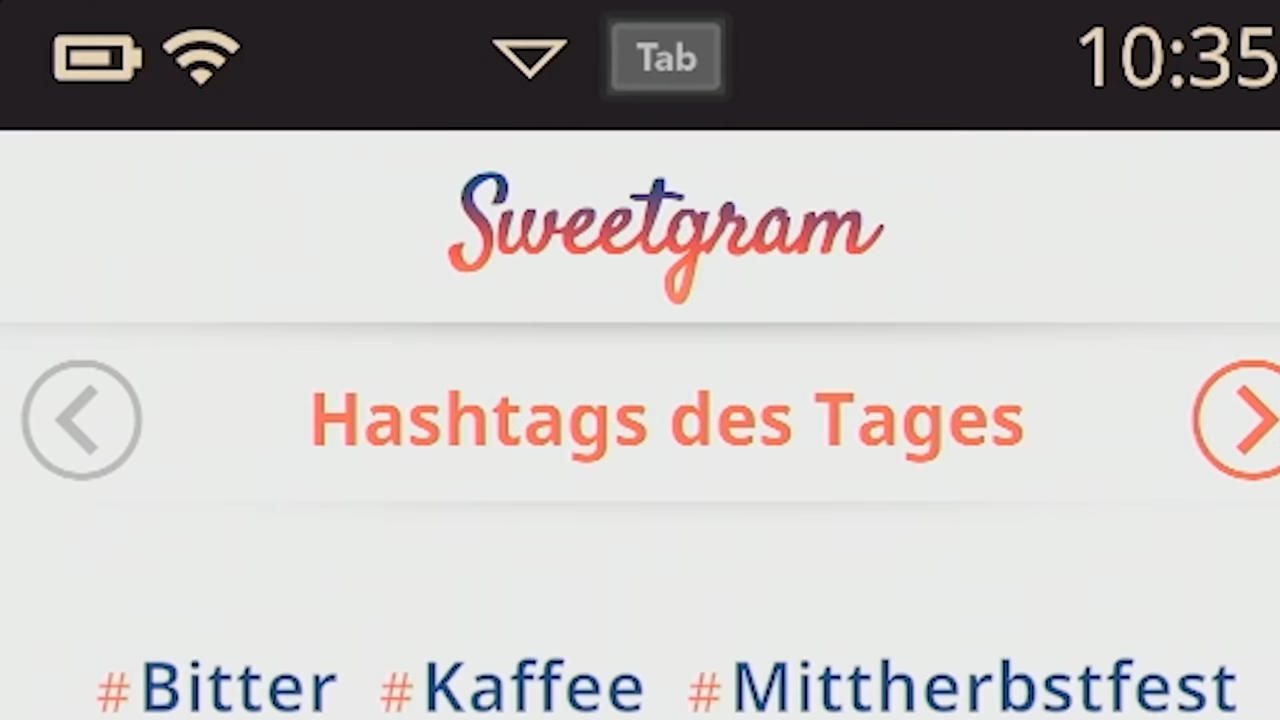 Tab
10:35
Sweetgram
Hashtags des Tages
#Bitter #Kaffee #Mittherbstfest